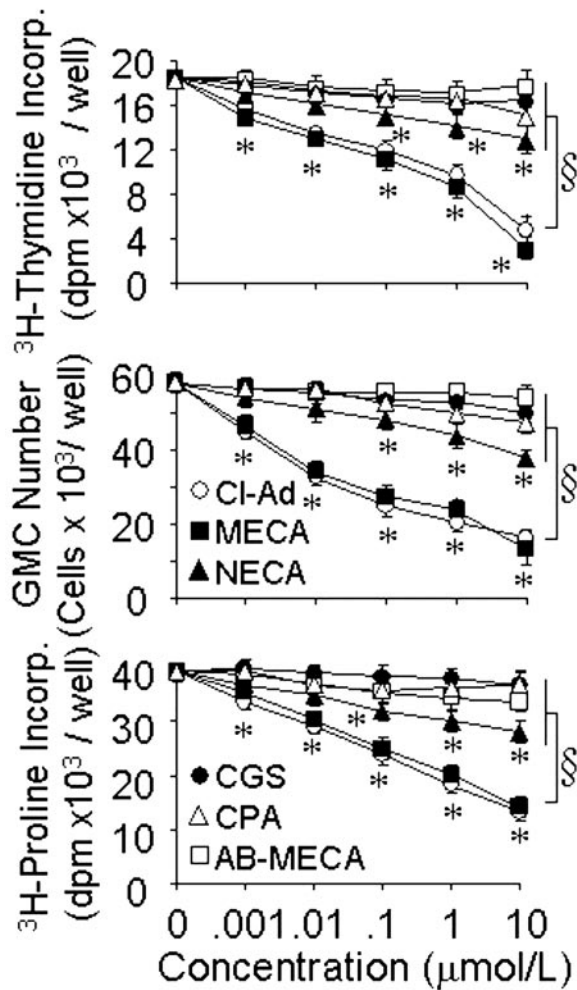 ³H-Thymidine Incorp.
(dpm x10³ / well)
20
16
12
8
4
0
* * * * *
* * *
§
GMC Number
(Cells x 10³/ well)
60
40
20
0
○ Cl-Ad
■ MECA
▲ NECA
* * * * *
* * *
§
³H-Proline Incorp.
(dpm x10³ / well)
40
30
20
10
0
● CGS
△ CPA
□ AB-MECA
* * * * *
* * *
§
0 .001 .01 .1 1 10
Concentration (μmol/L)